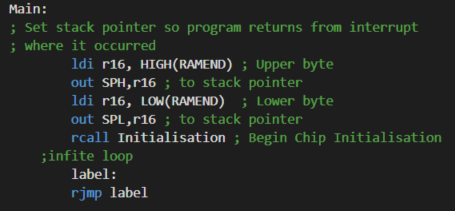 Main:
; Set stack pointer so program returns from interrupt
; where it occurred
ldi r16, HIGH(RAMEND) ; Upper byte
out SPH,r16 ; to stack pointer
ldi r16, LOW(RAMEND)  ; Lower byte
out SPL,r16 ; to stack pointer
rcall Initialisation ; Begin Chip Initialisation
;infite loop
label:
rjmp label